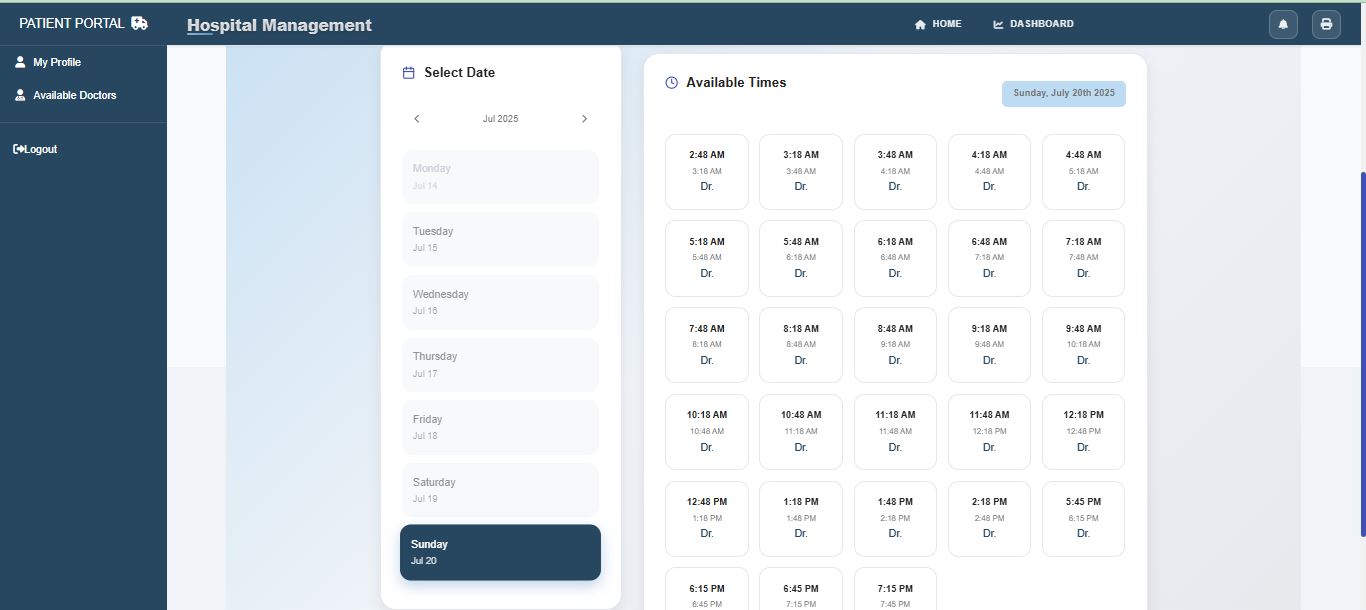 PATIENT PORTAL
Hospital Management
HOME
DASHBOARD
My Profile
Available Doctors
Logout
Select Date
Jul 2025
Monday
Jul 14
Tuesday
Jul 15
Wednesday
Jul 16
Thursday
Jul 17
Friday
Jul 18
Saturday
Jul 19
Sunday
Jul 20
Available Times
Sunday, July 20th 2025
2:48 AM 3:18 AM 3:48 AM 4:18 AM 4:48 AM
3:18 AM 3:48 AM 4:18 AM 4:48 AM 5:18 AM
Dr. Dr. Dr. Dr. Dr.
5:18 AM 5:48 AM 6:18 AM 6:48 AM 7:18 AM
5:48 AM 6:18 AM 6:48 AM 7:18 AM 7:48 AM
Dr. Dr. Dr. Dr. Dr.
7:48 AM 8:18 AM 8:48 AM 9:18 AM 9:48 AM
8:18 AM 8:48 AM 9:18 AM 9:48 AM 10:18 AM
Dr. Dr. Dr. Dr. Dr.
10:18 AM 10:48 AM 11:18 AM 11:48 AM 12:18 PM
10:48 AM 11:18 AM 11:48 AM 12:18 PM 12:48 PM
Dr. Dr. Dr. Dr. Dr.
12:48 PM 1:18 PM 1:48 PM 2:18 PM 5:45 PM
1:18 PM 1:48 PM 2:18 PM 2:48 PM 6:15 PM
Dr. Dr. Dr. Dr. Dr.
6:15 PM 6:45 PM 7:15 PM
6:45 PM 7:15 PM 7:45 PM